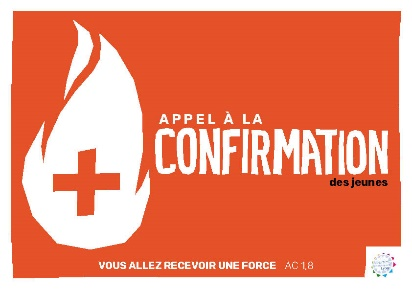 APPEL À LA
CONFIRMATION
des jeunes
VOUS ALLEZ RECEVOIR UNE FORCE AC 1,8